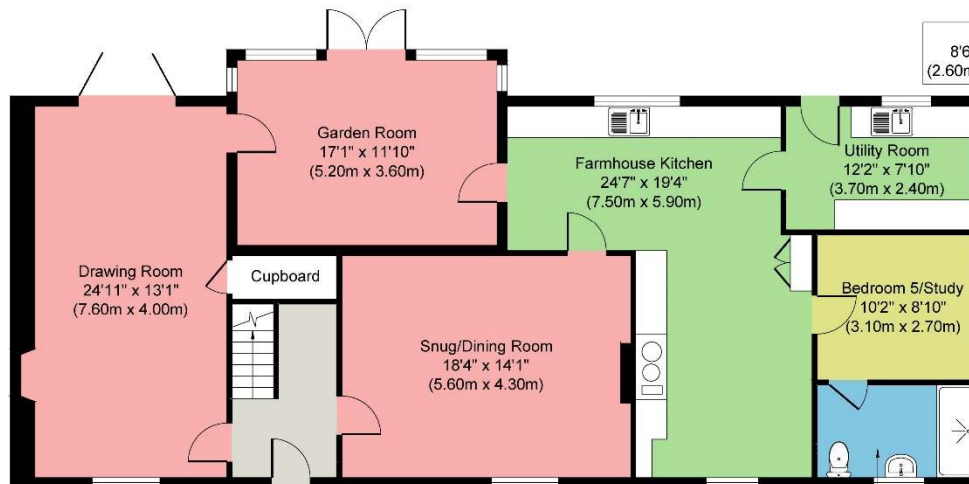 8'6
(2.60m
Garden Room
17'1" x 11'10"
(5.20m x 3.60m)
Farmhouse Kitchen
24'7" x 19'4"
(7.50m x 5.90m)
Utility Room
12'2" x 7'10"
(3.70m x 2.40m)
Drawing Room
24'11" x 13'1"
(7.60m x 4.00m)
Cupboard
Bedroom 5/Study
10'2" x 8'10"
(3.10m x 2.70m)
Snug/Dining Room
18'4" x 14'1"
(5.60m x 4.30m)